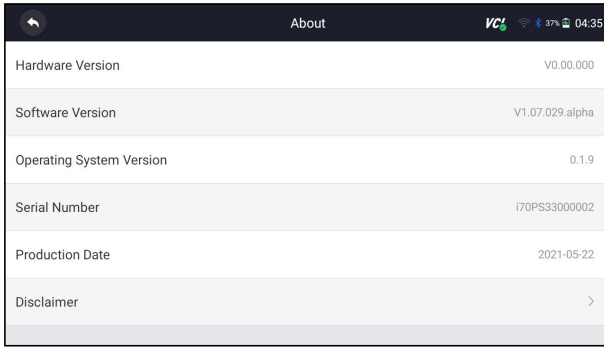 About
VCI 37% 04:35
Hardware Version V0.00.000
Software Version V1.07.029.alpha
Operating System Version 0.1.9
Serial Number i70PS33000002
Production Date 2021-05-22
Disclaimer